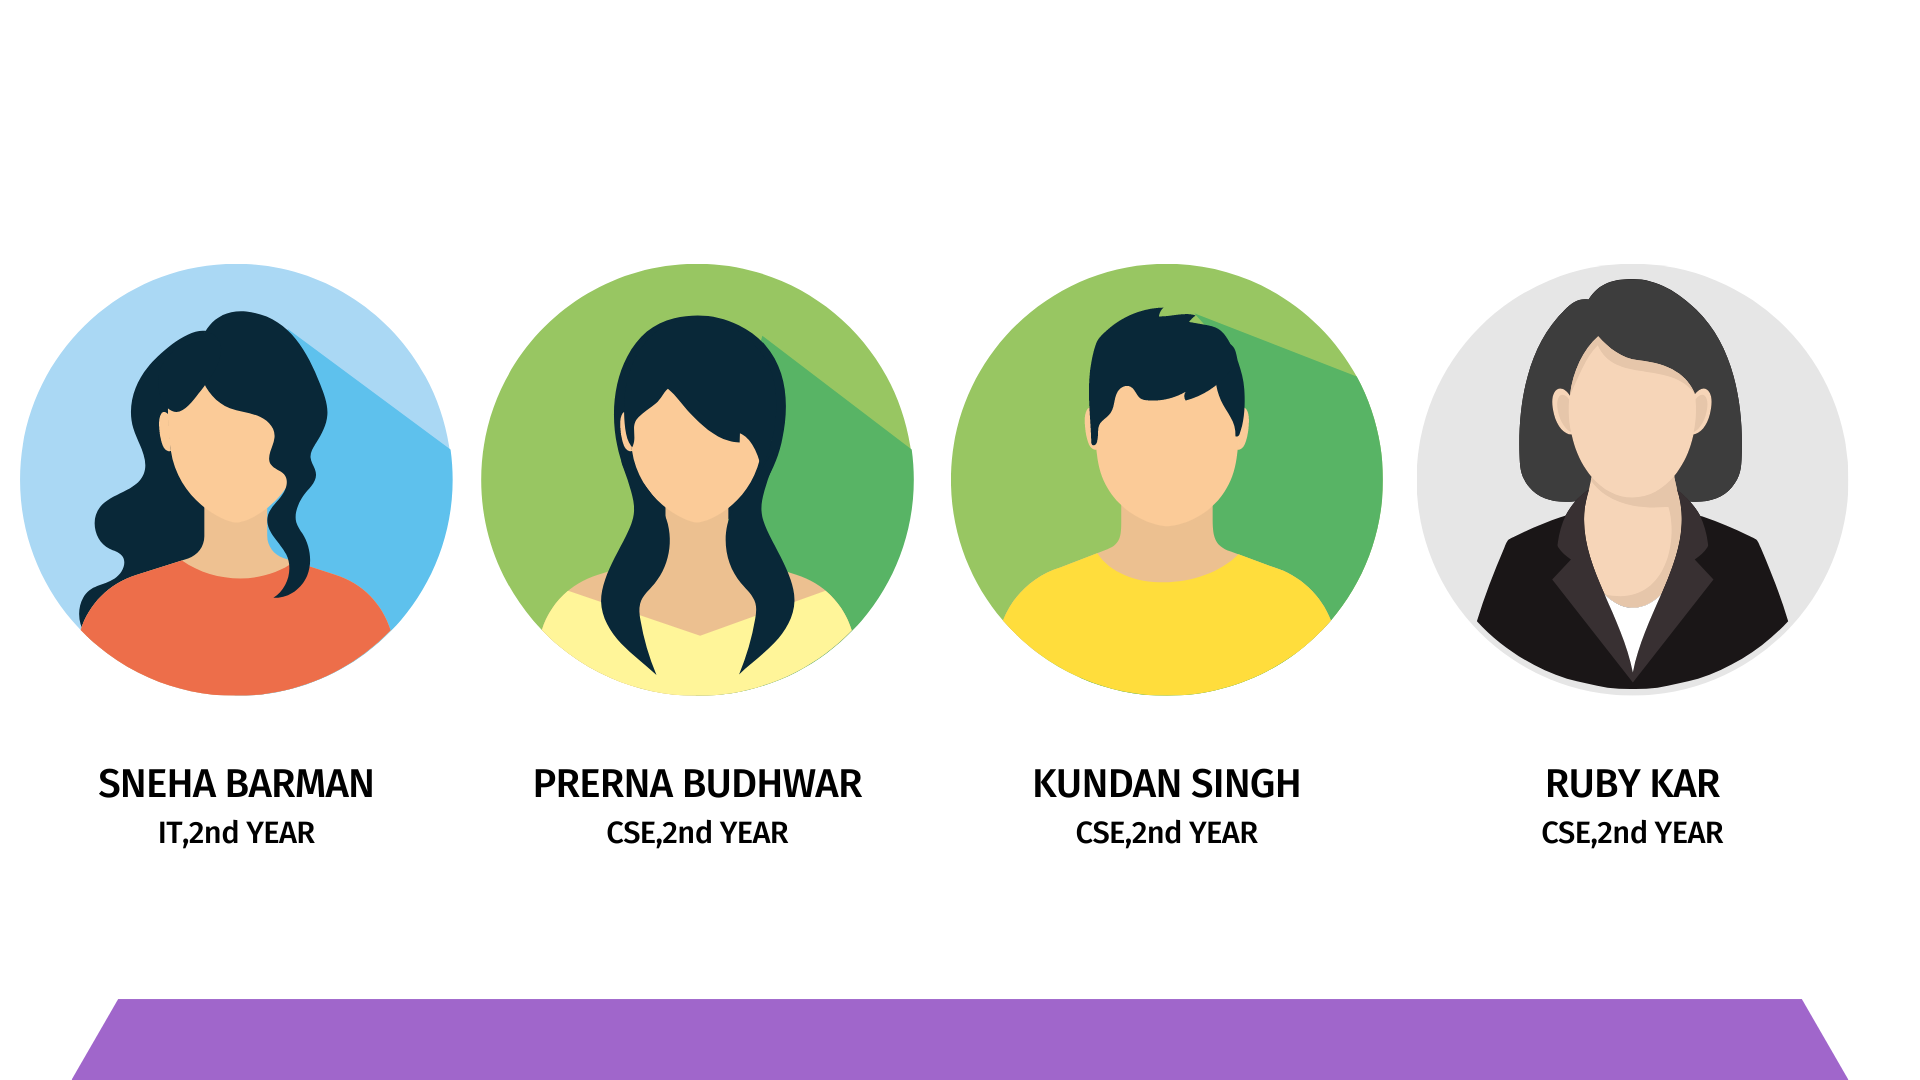 SNEHA BARMAN
IT,2nd YEAR
PRERNA BUDHWAR
CSE,2nd YEAR
KUNDAN SINGH
CSE,2nd YEAR
RUBY KAR
CSE,2nd YEAR